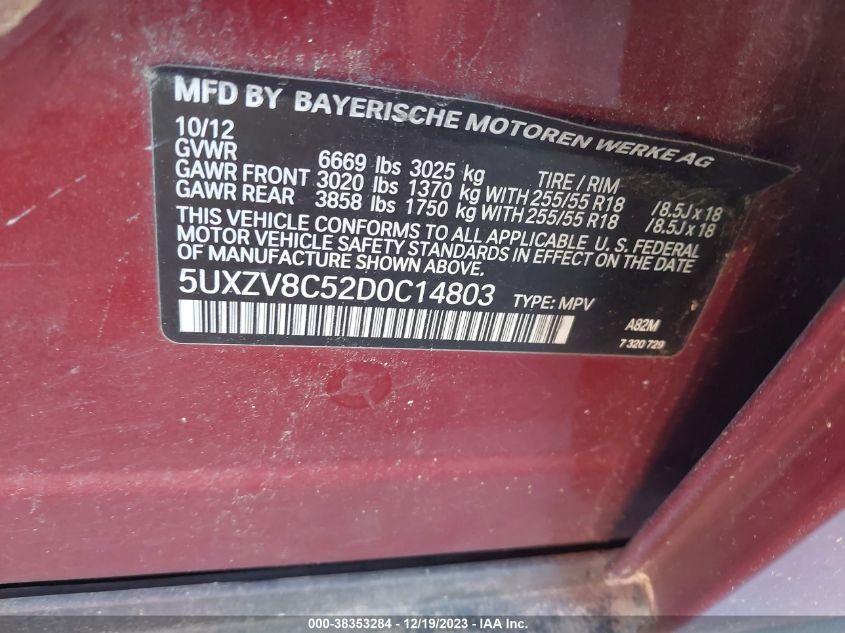 MFD BY BAYERISCHE MOTOREN WERKE AG
10/12
GVWR 6669 lbs 3025 kg TIRE / RIM
GAWR FRONT 3020 lbs 1370 kg WITH 255/55 R18 /8.5J x 18
GAWR REAR 3858 lbs 1750 kg WITH 255/55 R18 /8.5J x 18
THIS VEHICLE CONFORMS TO ALL APPLICABLE U. S. FEDERAL
MOTOR VEHICLE SAFETY STANDARDS IN EFFECT ON THE DATE
OF MANUFACTURE SHOWN ABOVE.
5UXZV8C52D0C14803 TYPE: MPV
A82M
7 320 729
000-38353284 - 12/19/2023 - © IAA Inc.